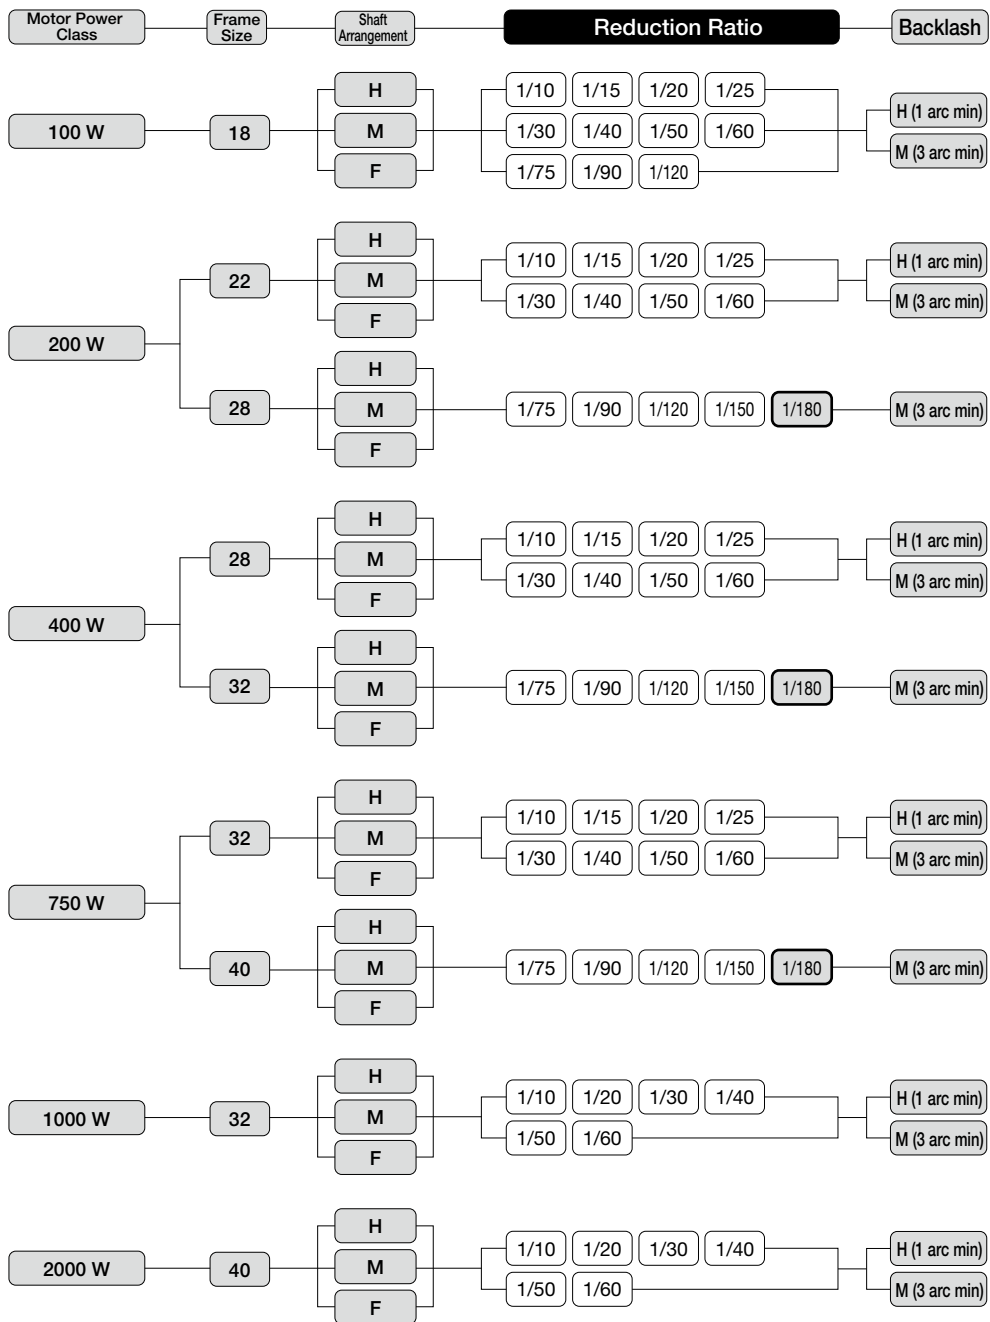 Motor Power
Class
Frame
Size
Shaft
Arrangement
Reduction Ratio
Backlash
100 W
18
H
M
F
1/10 1/15 1/20 1/25
1/30 1/40 1/50 1/60
1/75 1/90 1/120
H (1 arc min)
M (3 arc min)
200 W
22
H
M
F
1/10 1/15 1/20 1/25
1/30 1/40 1/50 1/60
H (1 arc min)
M (3 arc min)
28
H
M
F
1/75 1/90 1/120 1/150 1/180
M (3 arc min)
400 W
28
H
M
F
1/10 1/15 1/20 1/25
1/30 1/40 1/50 1/60
H (1 arc min)
M (3 arc min)
32
H
M
F
1/75 1/90 1/120 1/150 1/180
M (3 arc min)
750 W
32
H
M
F
1/10 1/15 1/20 1/25
1/30 1/40 1/50 1/60
H (1 arc min)
M (3 arc min)
40
H
M
F
1/75 1/90 1/120 1/150 1/180
M (3 arc min)
1000 W
32
H
M
F
1/10 1/20 1/30 1/40
1/50 1/60
H (1 arc min)
M (3 arc min)
2000 W
40
H
M
F
1/10 1/20 1/30 1/40
1/50 1/60
H (1 arc min)
M (3 arc min)